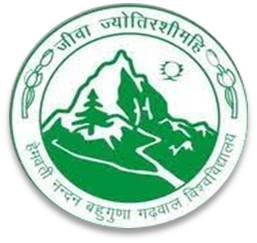 जीवा ज्योतिरशीमहि
हेमवती नन्दन बहुगुणा गढ़वाल विश्वविद्यालय